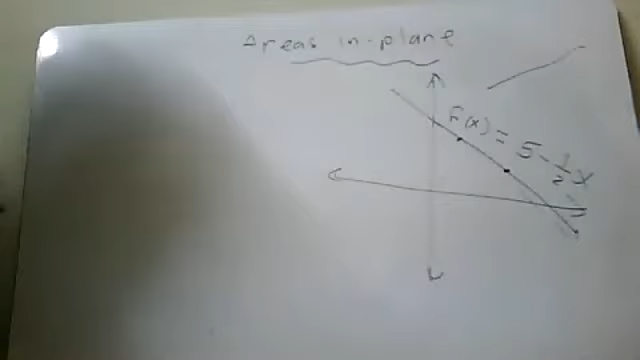 Areas in-plane
F(x) = 5 - 1/2 x